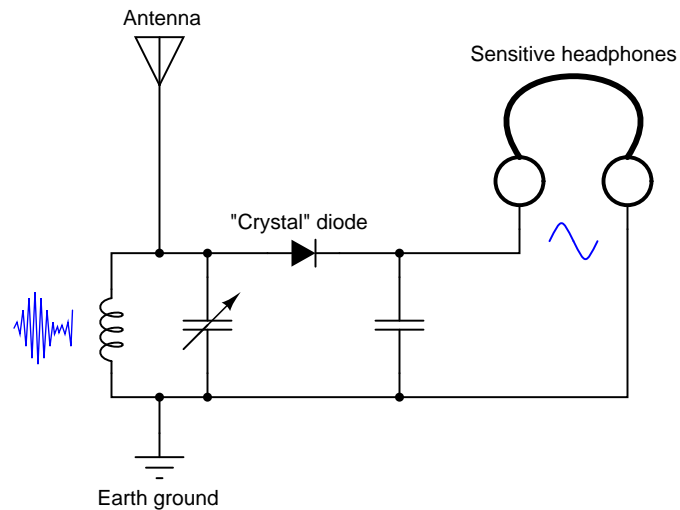 Antenna
Sensitive headphones
"Crystal" diode
Earth ground